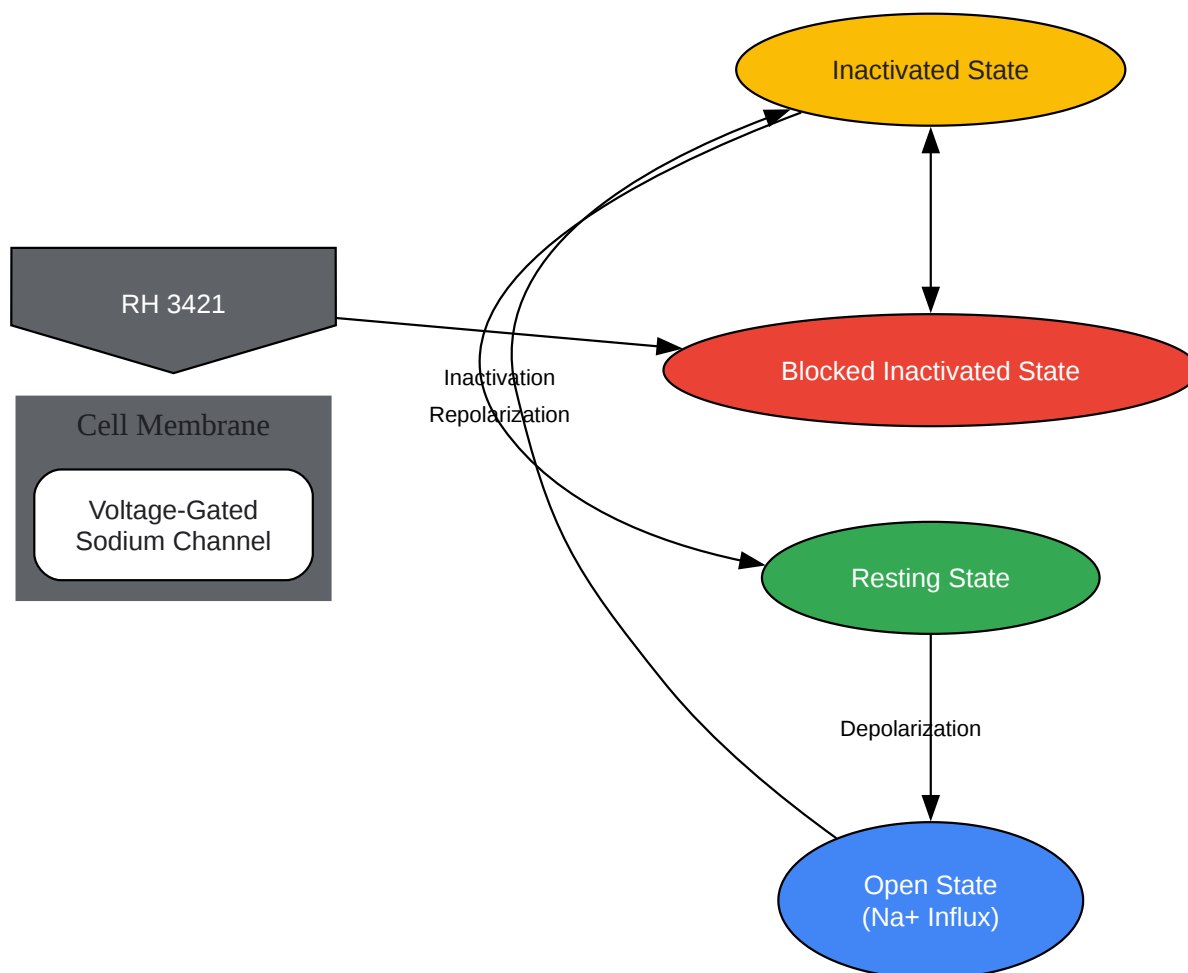 Inactivated State
RH 3421
Blocked Inactivated State
Inactivation
Repolarization
Cell Membrane
Voltage-Gated
Sodium Channel
Resting State
Depolarization
Open State
(Na+ Influx)